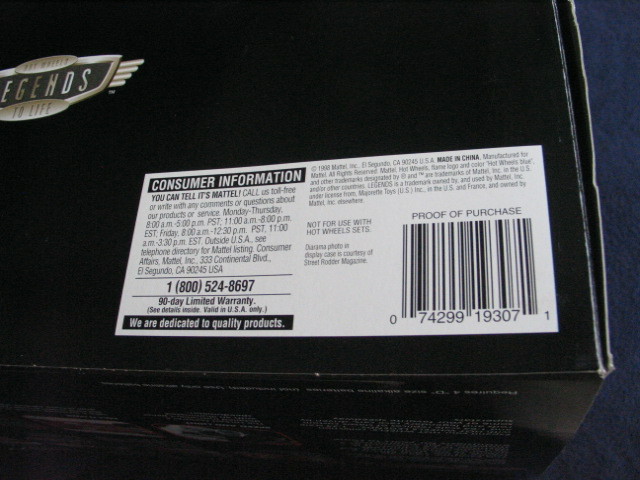 LEGENDS
TO LIFE
™
CONSUMER INFORMATION
YOU CAN TELL IT'S MATTEL! CALL us toll-free
or write with any comments or questions about
our products or service. Monday-Thursday,
8:00 a.m.-5:00 p.m. PST; 11:00 a.m.-8:00 p.m.
EST; Friday, 8:00 a.m.-12:30 p.m. PST, 11:00
a.m.-3:30 p.m. EST. Outside U.S.A., see
telephone directory for Mattel listing. Consumer
Affairs, Mattel, Inc., 333 Continental Blvd.,
El Segundo, CA 90245 USA
1 (800) 524-8697
90-day Limited Warranty.
(See details inside. Valid in U.S.A. only.)
We are dedicated to quality products.
© 1998 Mattel, Inc., El Segundo, CA 90245 U.S.A. MADE IN CHINA. Manufactured for
Mattel. All Rights Reserved. Mattel, Hot Wheels, flame logo and color "Hot Wheels blue",
and other trademarks designated by ® and ™ are trademarks of Mattel, Inc. in the U.S.
and/or other countries. LEGENDS is a trademark owned by, and used by Mattel, Inc.
under license from, Majorette Toys (U.S.) Inc., in the U.S. and France, and owned by
Mattel, Inc. elsewhere.
NOT FOR USE WITH
HOT WHEELS SETS.
Diarama photo in
display case is courtesy of
Street Rodder Magazine.
PROOF OF PURCHASE
0 74299 19307 1
Requires 4 "D" size alkaline batteries